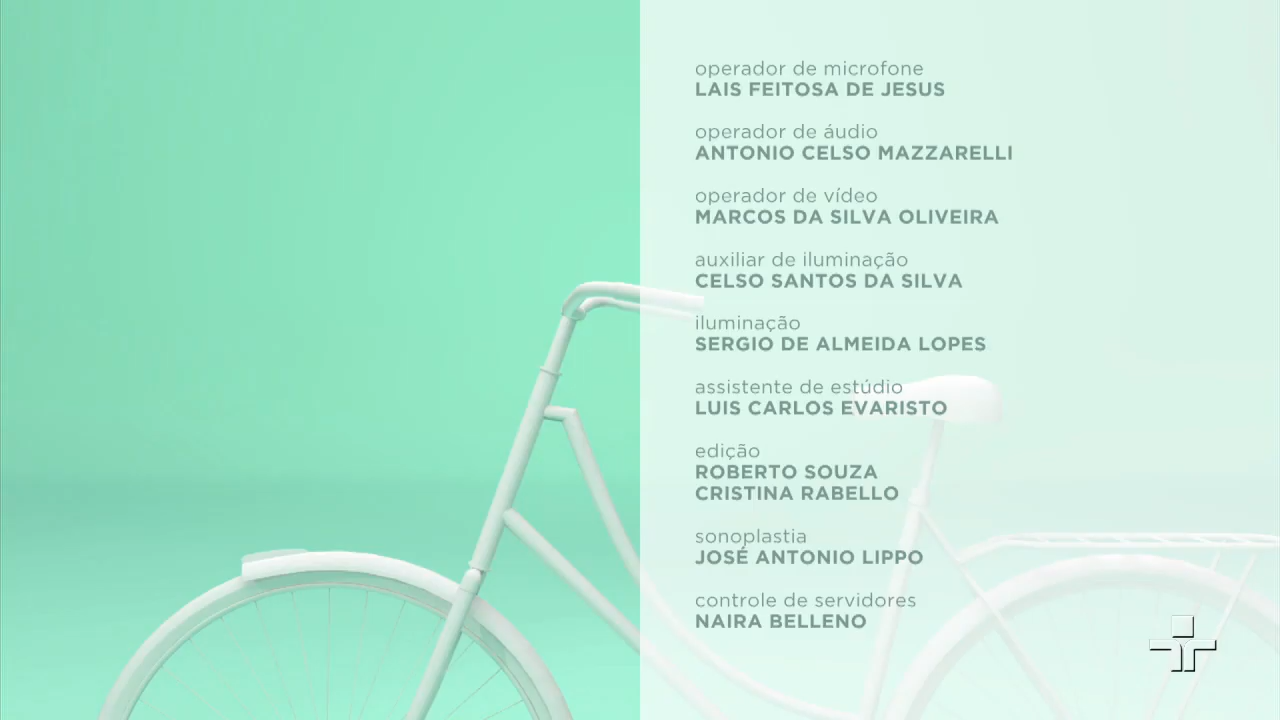 operador de microfone
LAIS FEITOSA DE JESUS
operador de áudio
ANTONIO CELSO MAZZARELLI
operador de vídeo
MARCOS DA SILVA OLIVEIRA
auxiliar de iluminação
CELSO SANTOS DA SILVA
iluminação
SERGIO DE ALMEIDA LOPES
assistente de estúdio
LUIS CARLOS EVARISTO
edição
ROBERTO SOUZA
CRISTINA RABELLO
sonoplastia
JOSÉ ANTONIO LIPPO
controle de servidores
NAIRA BELLENO